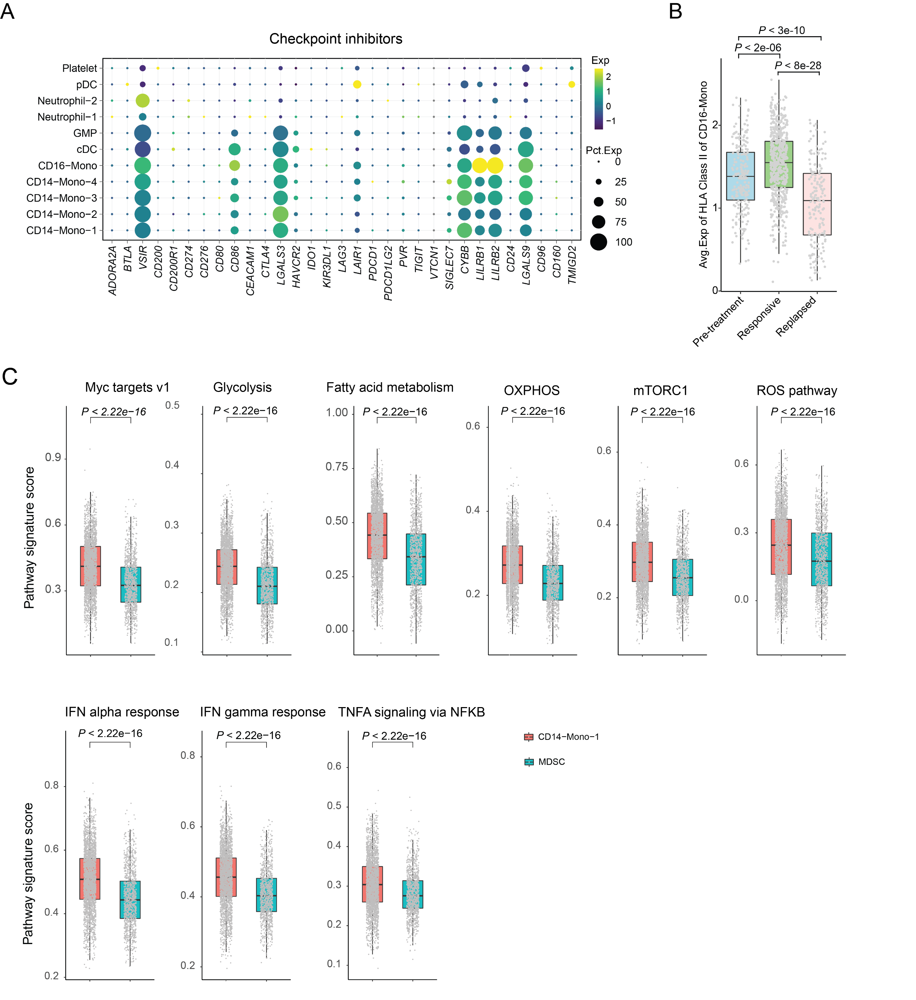 A
B
Checkpoint inhibitors
P < 3e-10
P < 2e-06
P < 8e-28
Platelet
pDC
Neutrophil−2
Neutrophil−1
GMP
cDC
CD16−Mono
CD14−Mono−4
CD14−Mono−3
CD14−Mono−2
CD14−Mono−1
ADORA2A
BTLA
VSIR
CD200
CD200R1
CD274
CD276
CD80
CD86
CEACAM1
CTLA4
LGALS3
HAVCR2
IDO1
KIR3DL1
LAG3
LAIR1
PDCD1
PDCD1LG2
PVR
TIGIT
VTCN1
SIGLEC7
CYBB
LILRB1
LILRB2
CD24
LGALS9
CD96
CD160
TMIGD2
Exp
2
1
0
−1
Pct.Exp
0
25
50
75
100
Avg.Exp of HLA Class II of CD16-Mono
2
1
0
Pre-treatment
Responsive
Replapsed
C
Myc targets v1
P < 2.22e−16
0.9
0.6
0.3
Pathway signature score
Glycolysis
P < 2.22e−16
0.5
0.4
0.3
0.2
0.1
Fatty acid metabolism
P < 2.22e−16
1.00
0.75
0.50
0.25
0.00
OXPHOS
P < 2.22e−16
0.6
0.4
0.2
mTORC1
P < 2.22e−16
0.6
0.4
0.2
ROS pathway
P < 2.22e−16
0.6
0.3
0.0
IFN alpha response
P < 2.22e−16
0.8
0.6
0.4
0.2
Pathway signature score
IFN gamma response
P < 2.22e−16
0.8
0.6
0.4
0.2
TNFA signaling via NFKB
P < 2.22e−16
0.6
0.5
0.4
0.3
0.2
0.1
CD14−Mono−1
MDSC